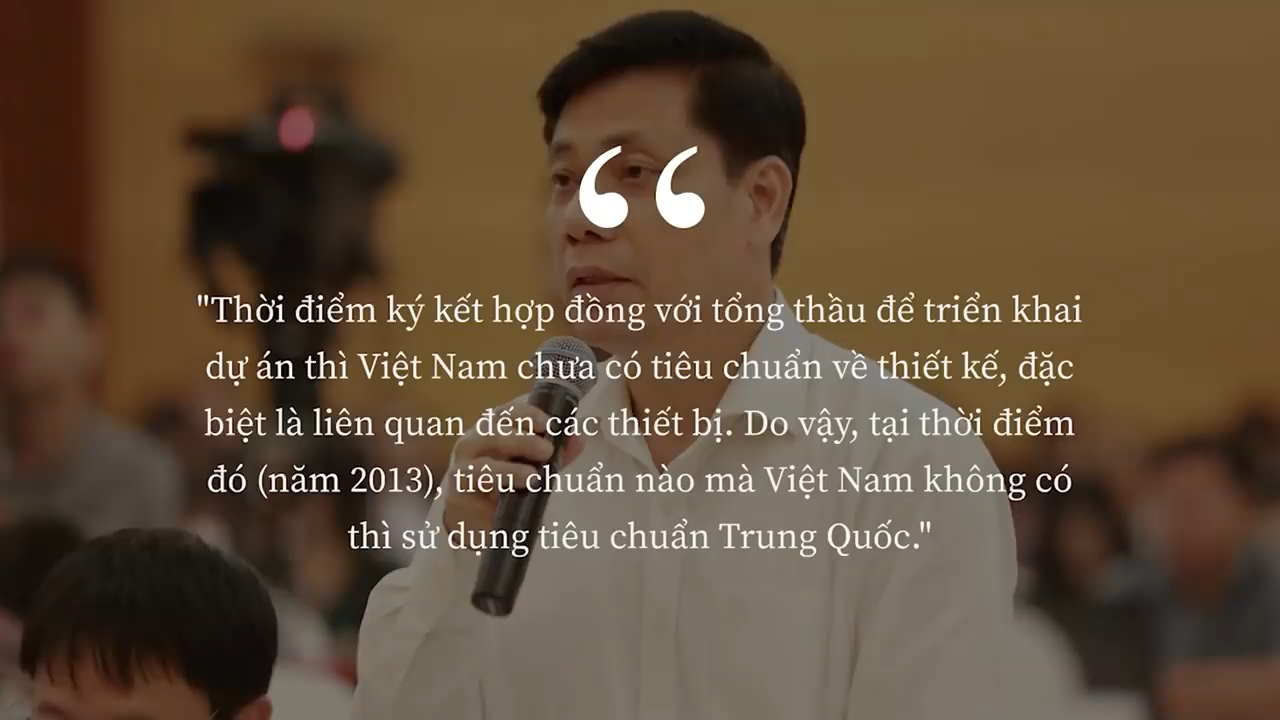 "Thời điểm ký kết hợp đồng với tổng thầu để triển khai
dự án thì Việt Nam chưa có tiêu chuẩn về thiết kế, đặc
biệt là liên quan đến các thiết bị. Do vậy, tại thời điểm
đó (năm 2013), tiêu chuẩn nào mà Việt Nam không có
thì sử dụng tiêu chuẩn Trung Quốc."